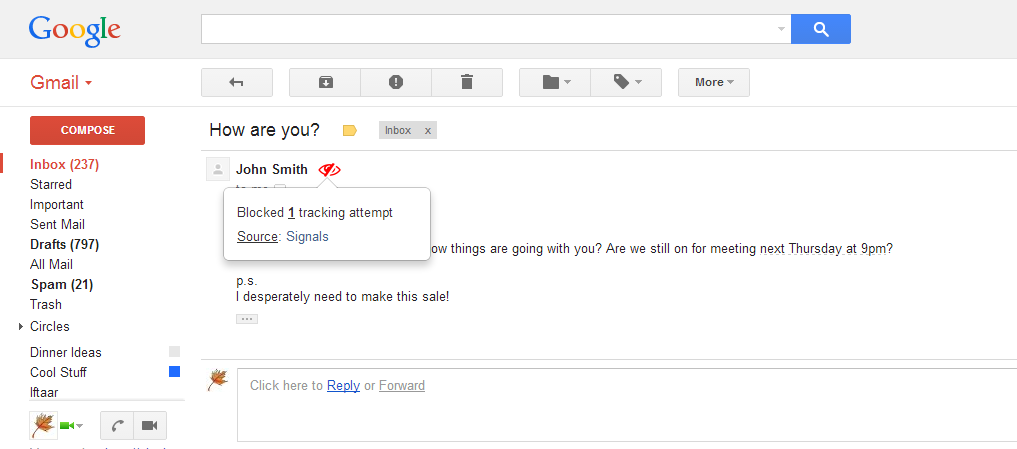 Google
Gmail
More
COMPOSE
How are you?
Inbox x
Inbox (237)
Starred
Important
Sent Mail
Drafts (797)
All Mail
Spam (21)
Trash
Circles
Dinner Ideas
Cool Stuff
Iftaar
John Smith
to me
Blocked 1 tracking attempt
Source: Signals
things are going with you? Are we still on for meeting next Thursday at 9pm?
p.s.
I desperately need to make this sale!
Click here to Reply or Forward